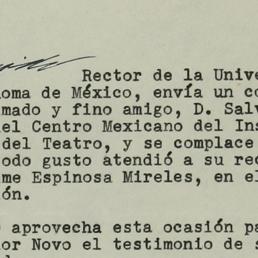 Rector de la Unive
oma de México, envía un co
mado y fino amigo, D. Salv
el Centro Mexicano del Ins
del Teatro, y se complace
odo gusto atendió a su rec
me Espinosa Mireles, en el
ón.
aprovecha esta ocasión pa
or Novo el testimonio de s